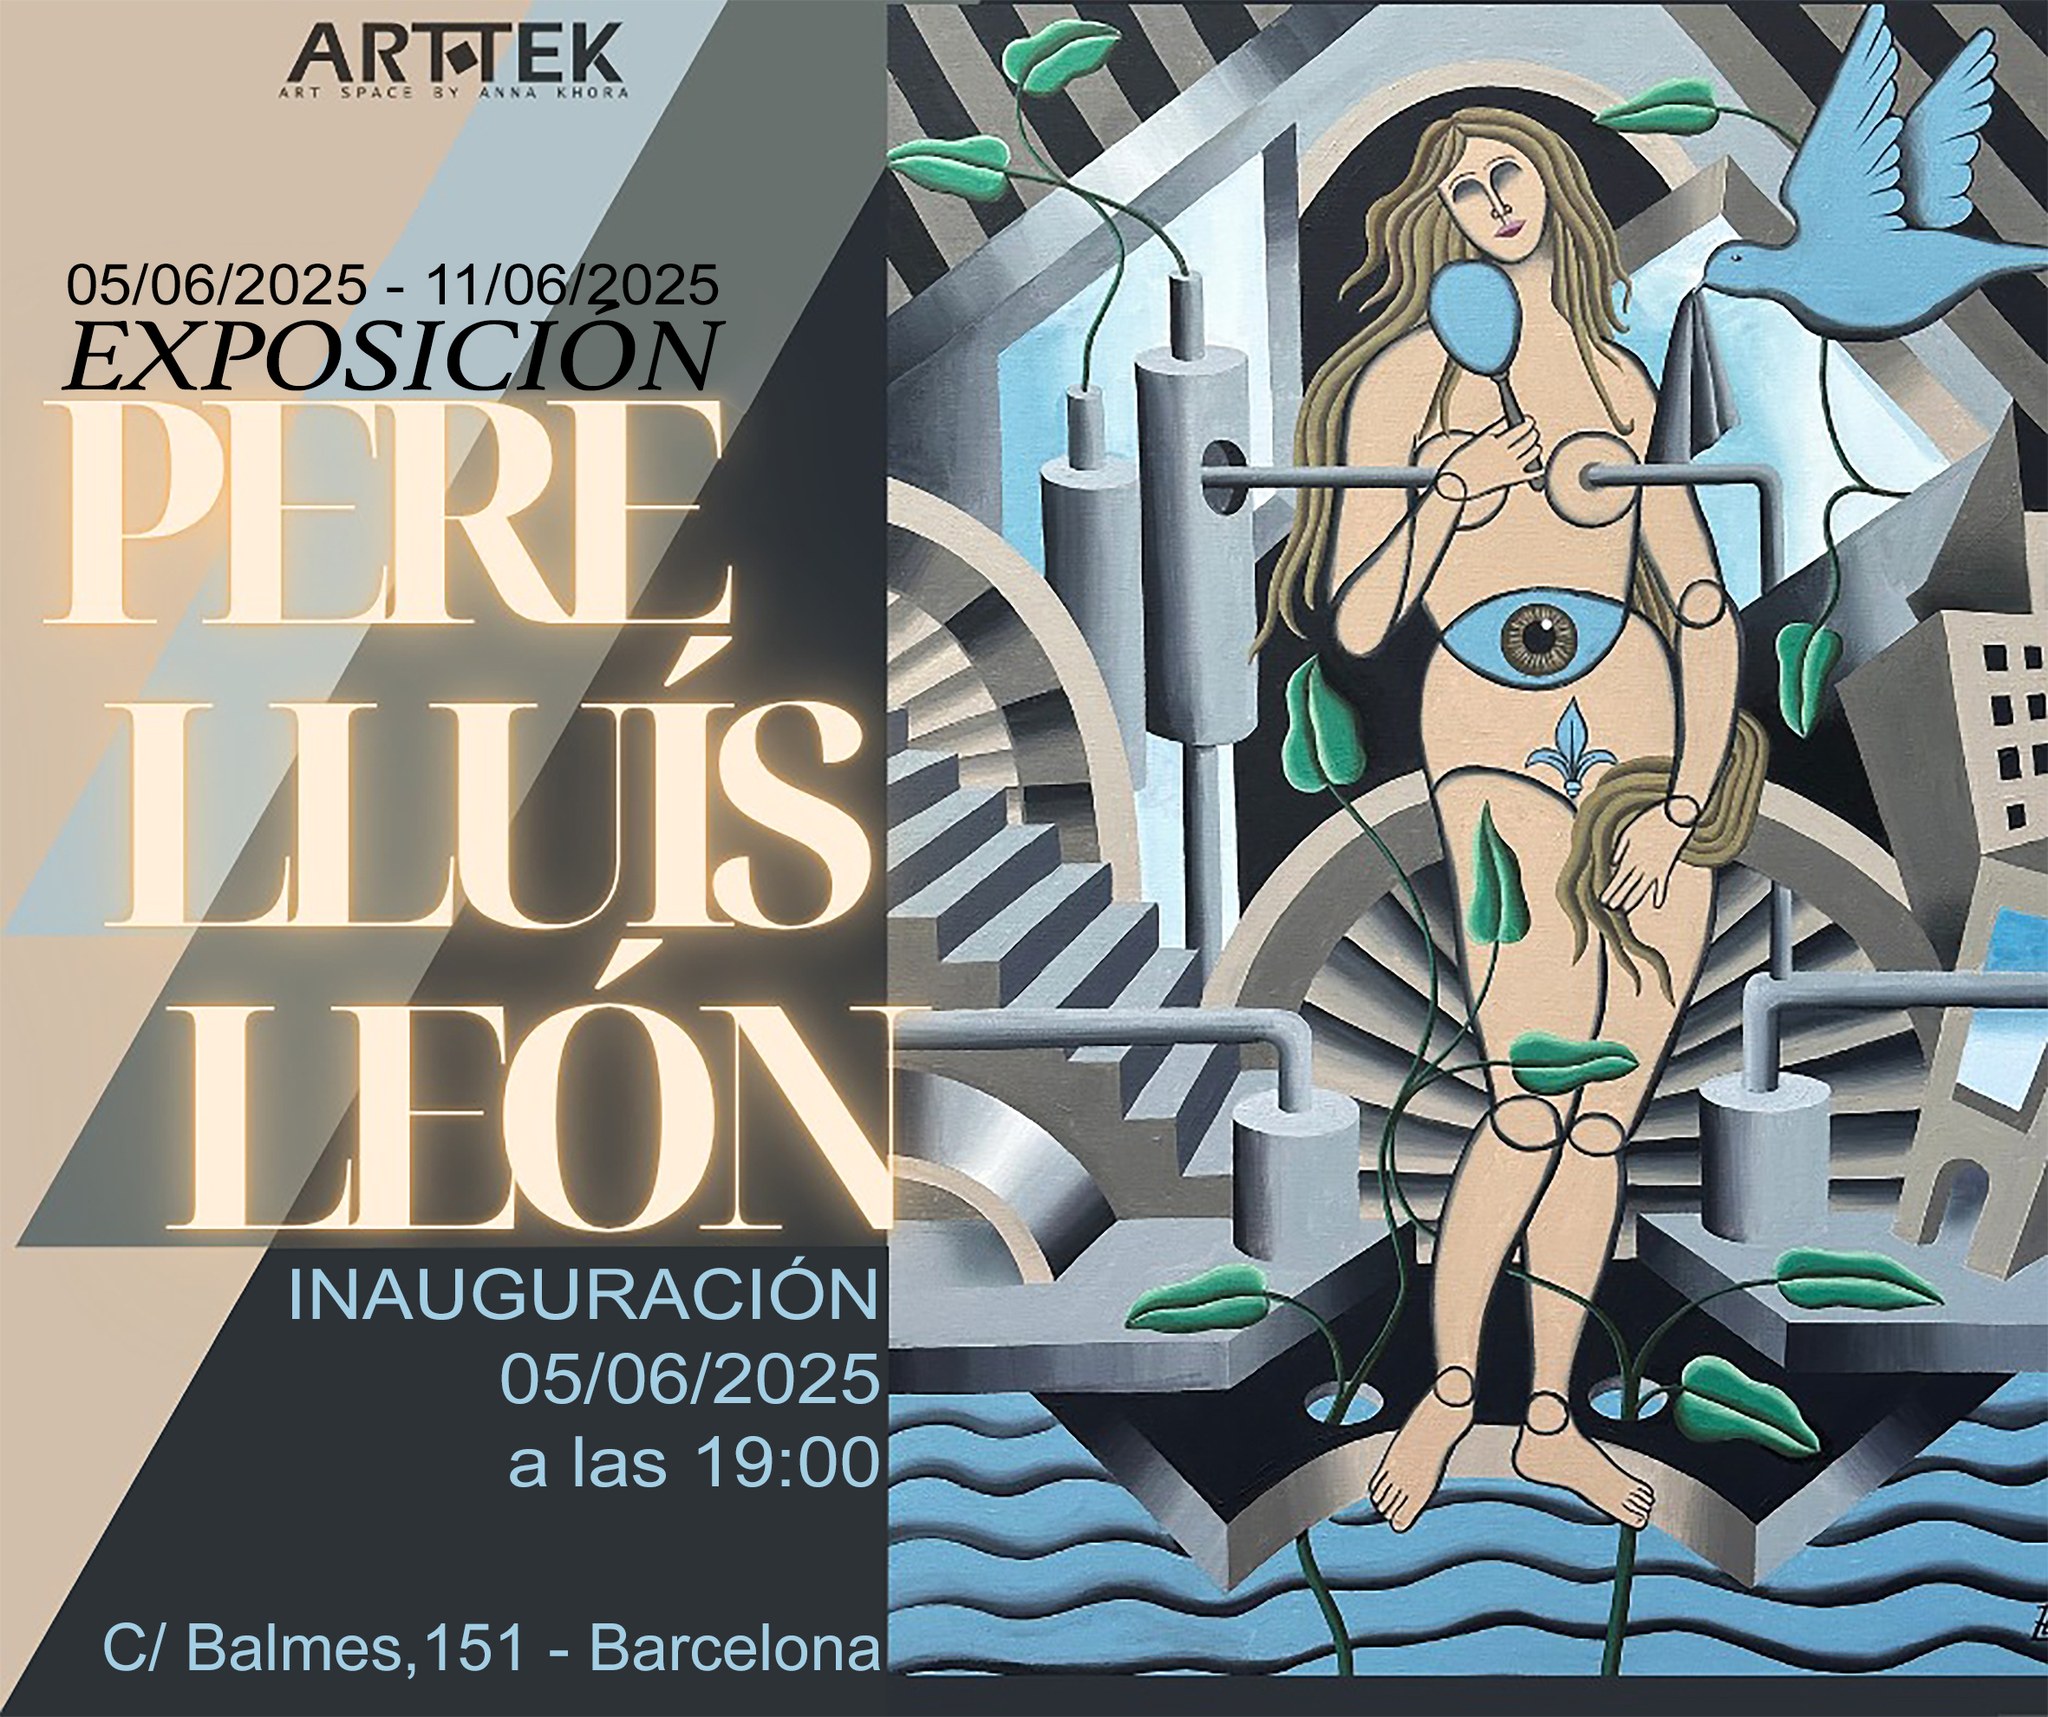 ARTTEK
ART SPACE BY ANNA KHORA
05/06/2025 - 11/06/2025
EXPOSICIÓN
PERE
LLUÍS
LEÓN
INAUGURACIÓN
05/06/2025
a las 19:00
C/ Balmes,151 - Barcelona